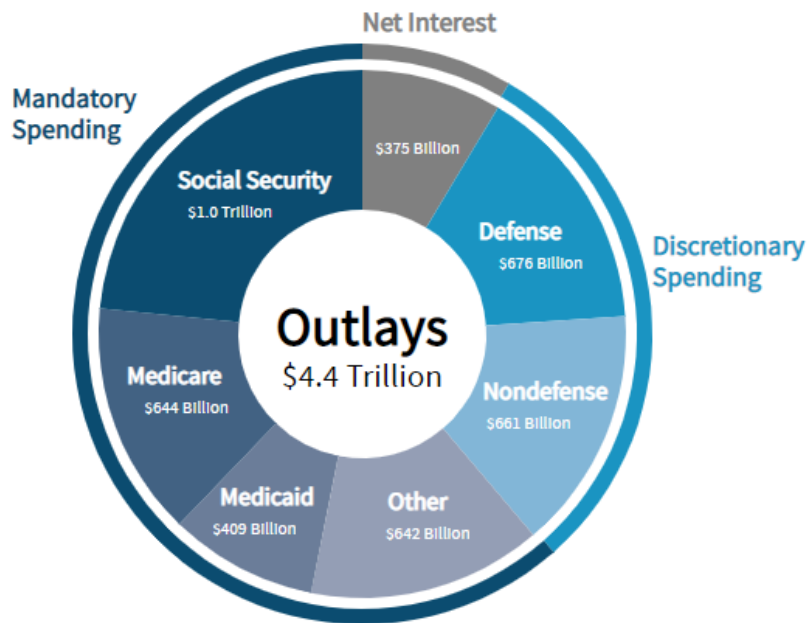 Net Interest
$375 Billion
Mandatory
Spending
Social Security
$1.0 Trillion
Defense
$676 Billion
Discretionary
Spending
Outlays
$4.4 Trillion
Medicare
$644 Billion
Nondefense
$661 Billion
Medicaid
$409 Billion
Other
$642 Billion